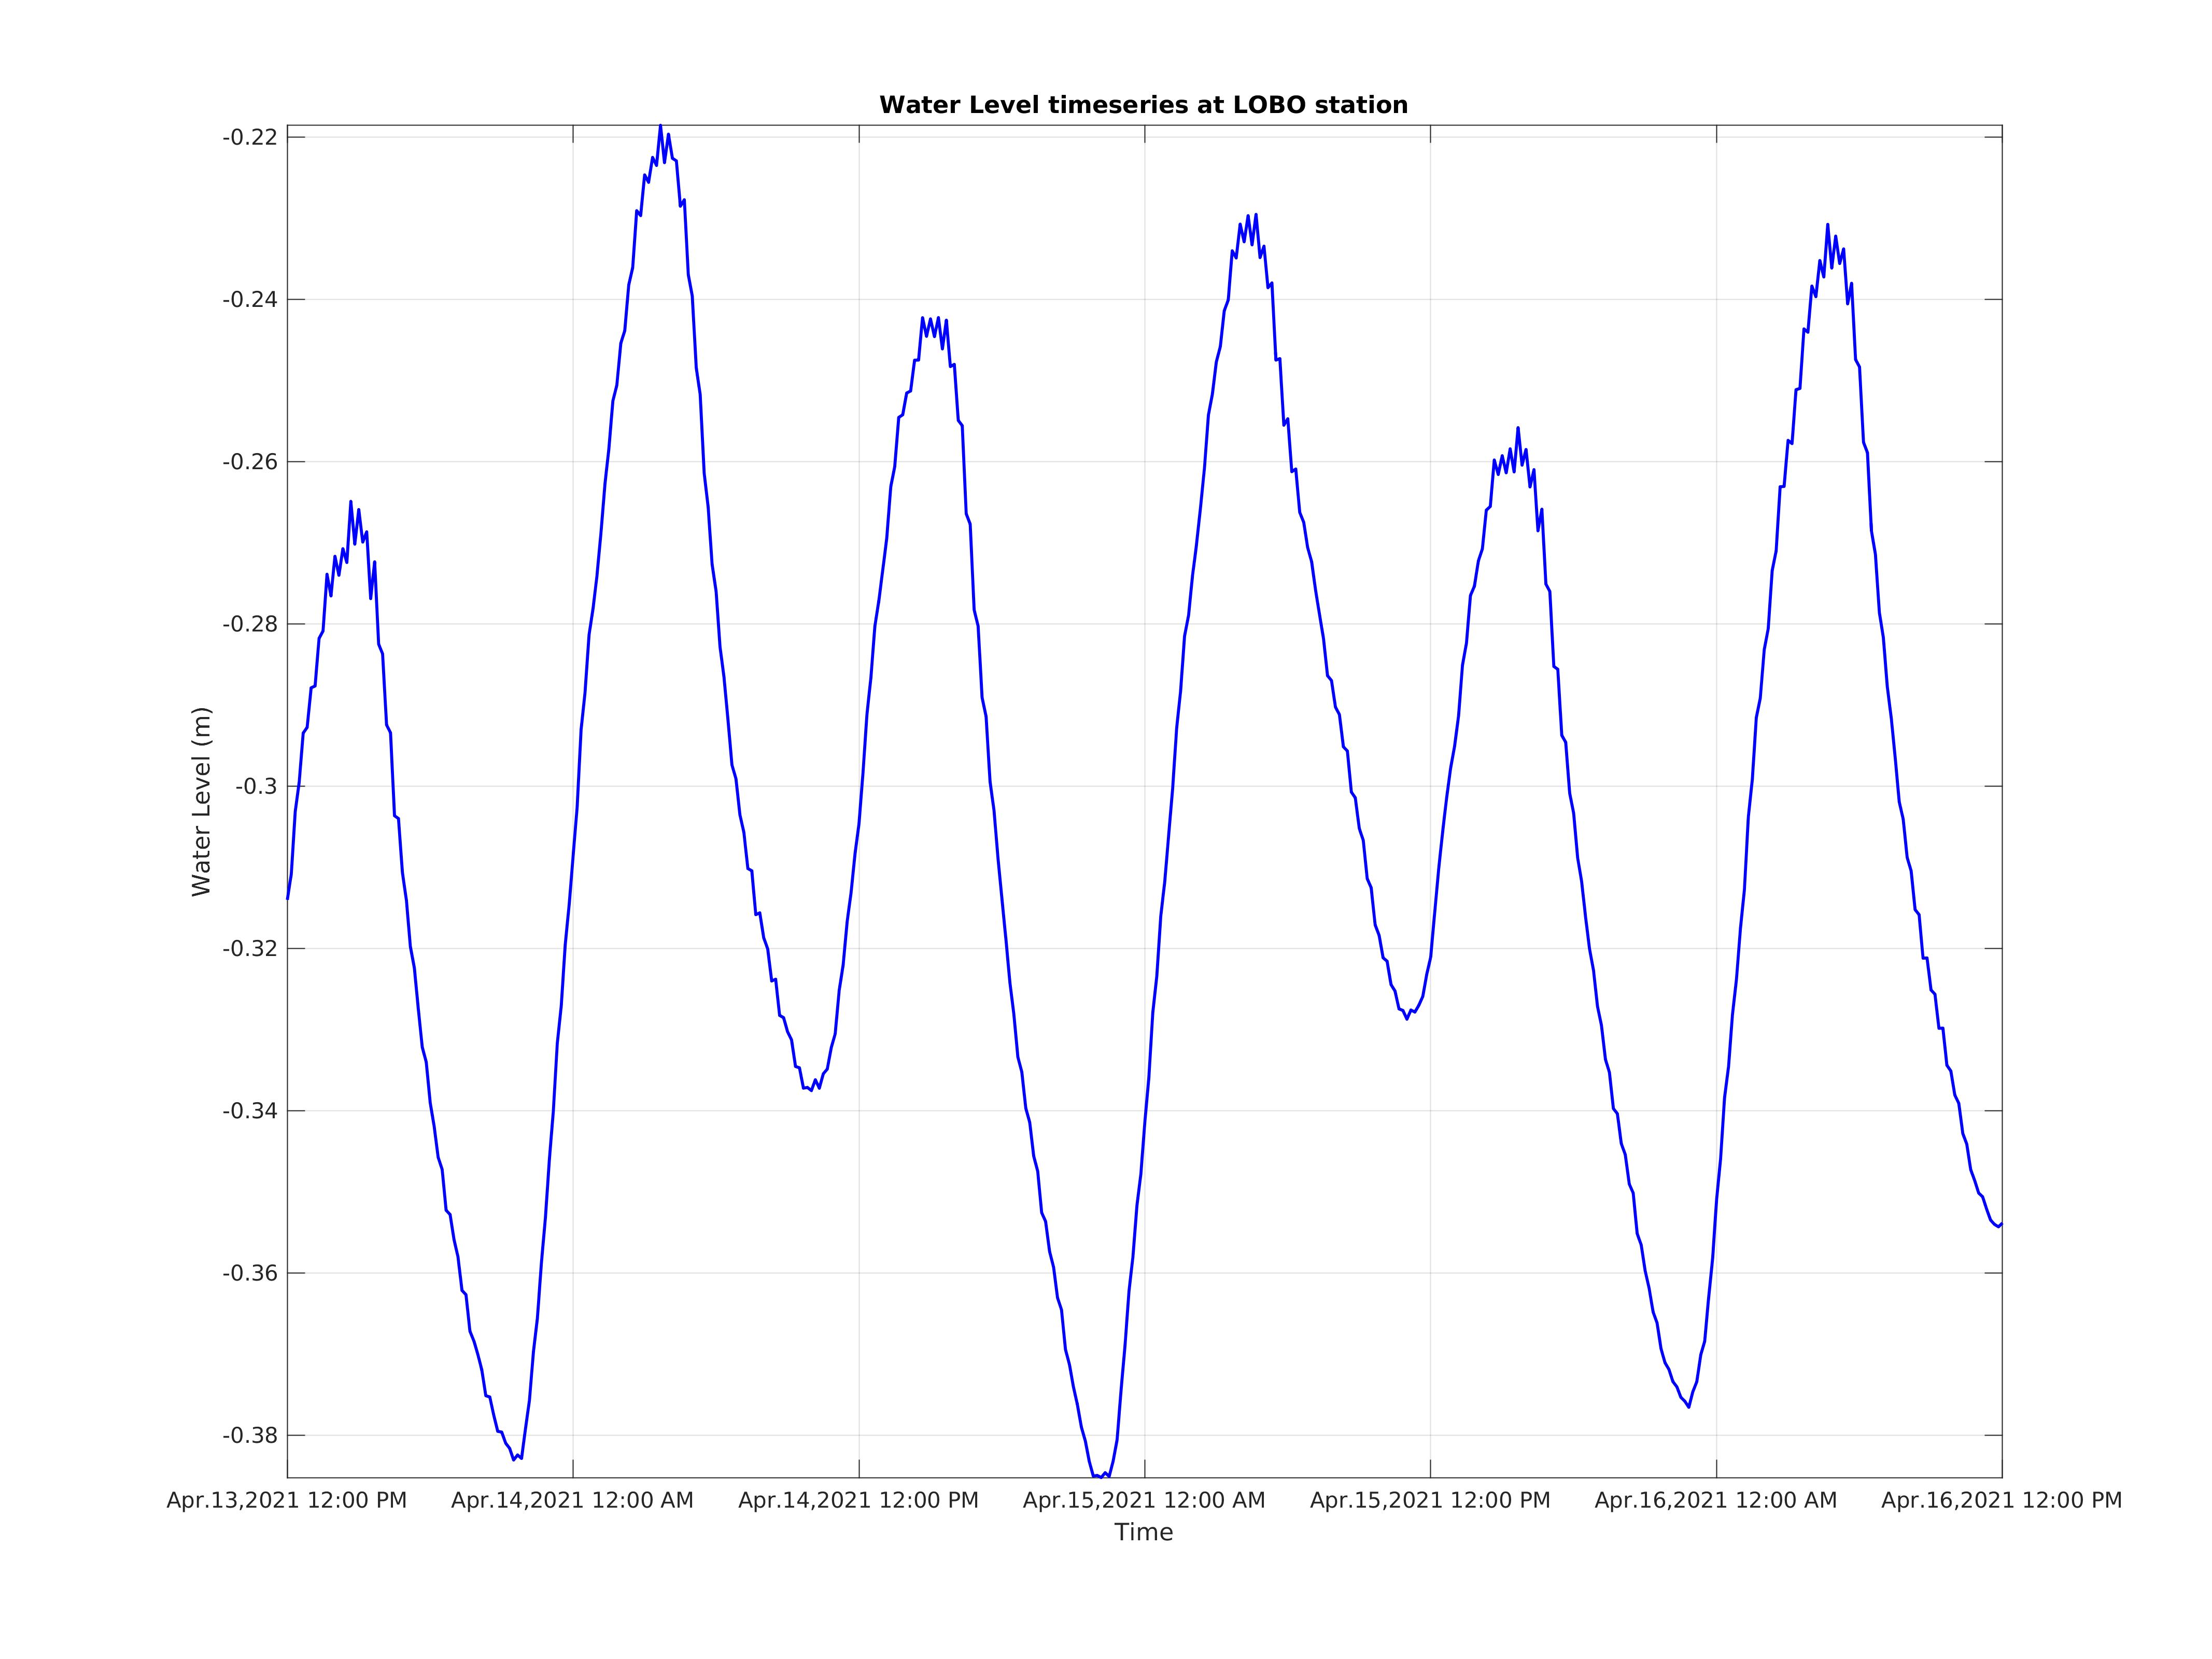 Water Level timeseries at LOBO station
-0.22
-0.24
-0.26
-0.28
-0.3
-0.32
-0.34
-0.36
-0.38
Water Level (m)
Apr.13,2021 12:00 PM Apr.14,2021 12:00 AM Apr.14,2021 12:00 PM Apr.15,2021 12:00 AM Apr.15,2021 12:00 PM Apr.16,2021 12:00 AM Apr.16,2021 12:00 PM
Time